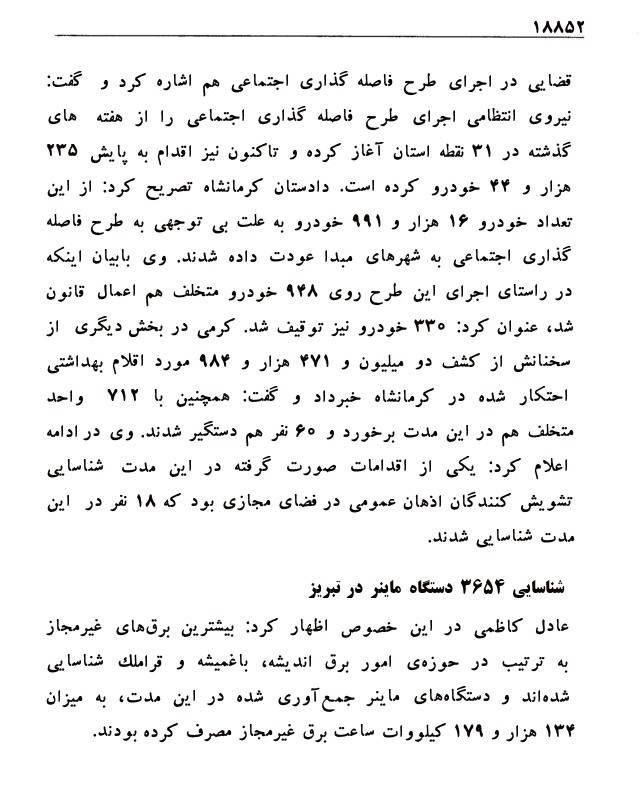 ۱۸۸۵۲
قضایی در اجرای طرح فاصله گذاری اجتماعی هم اشاره کرد و گفت:
نیروی انتظامی اجرای طرح فاصله گذاری اجتماعی را از هفته های
گذشته در ۳۱ نقطه استان آغاز کرده و تاکنون نیز اقدام به پایش ۲۳۵
هزار و ۴۴ خودرو کرده است. دادستان کرمانشاه تصریح کرد: از این
تعداد خودرو ۱۶ هزار و ۹۹۱ خودرو به علت بی توجهی به طرح فاصله
گذاری اجتماعی به شهرهای مبدا عودت داده شدند. وی بابیان اینکه
در راستای اجرای این طرح روی ۹۴۸ خودرو متخلف هم اعمال قانون
شد، عنوان کرد: ۳۳۰ خودرو نیز توقیف شد. کرمی در بخش دیگری از
سخنانش از کشف دو میلیون و ۴۷۱ هزار و ۹۸۴ مورد اقلام بهداشتی
احتکار شده در کرمانشاه خبرداد و گفت: همچنین با ۷۱۲ واحد
متخلف هم در این مدت برخورد و ۶۰ نفر هم دستگیر شدند. وی در ادامه
اعلام کرد: یکی از اقدامات صورت گرفته در این مدت شناسایی
تشویش کنندگان اذهان عمومی در فضای مجازی بود که ۱۸ نفر در این
مدت شناسایی شدند.
شناسایی ۳۶۵۴ دستگاه ماینر در تبریز
عادل کاظمی در این خصوص اظهار کرد: بیشترین برق‌های غیرمجاز
به ترتیب در حوزه‌ی امور برق اندیشه، باغمیشه و قراملك شناسایی
شده‌اند و دستگاه‌های ماینر جمع‌آوری شده در این مدت، به میزان
۱۳۴ هزار و ۱۷۹ کیلووات ساعت برق غیرمجاز مصرف کرده بودند.